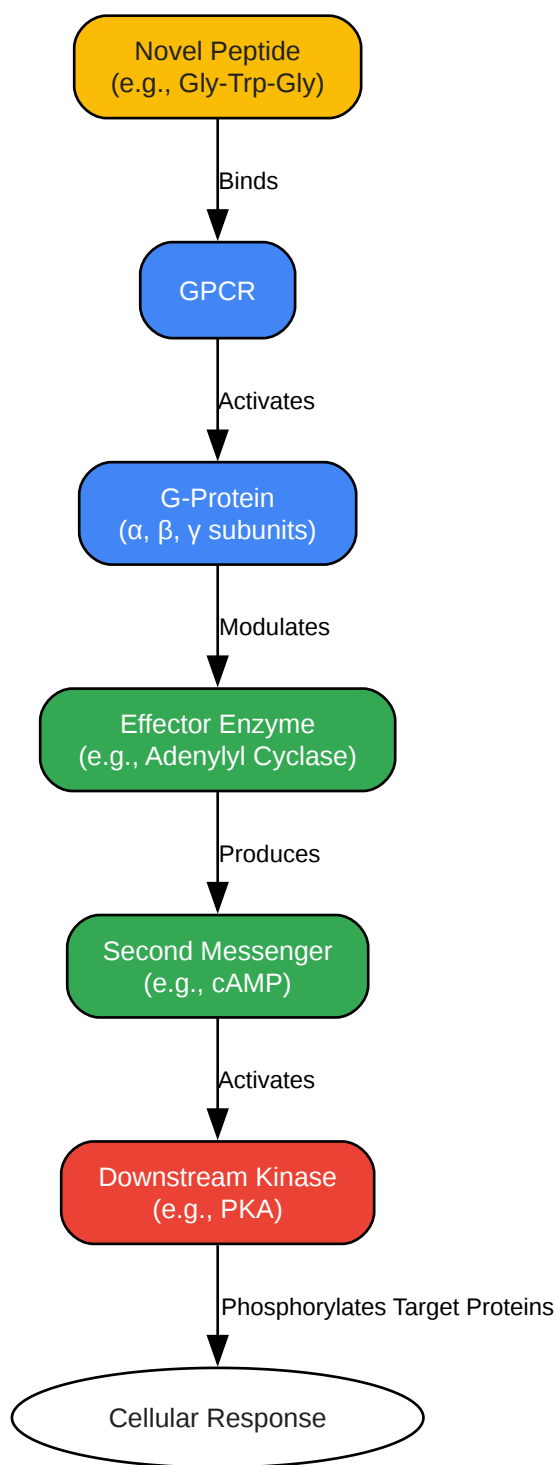 Novel Peptide
(e.g., Gly-Trp-Gly)
Binds
GPCR
Activates
G-Protein
(α, β, γ subunits)
Modulates
Effector Enzyme
(e.g., Adenylyl Cyclase)
Produces
Second Messenger
(e.g., cAMP)
Activates
Downstream Kinase
(e.g., PKA)
Phosphorylates Target Proteins
Cellular Response